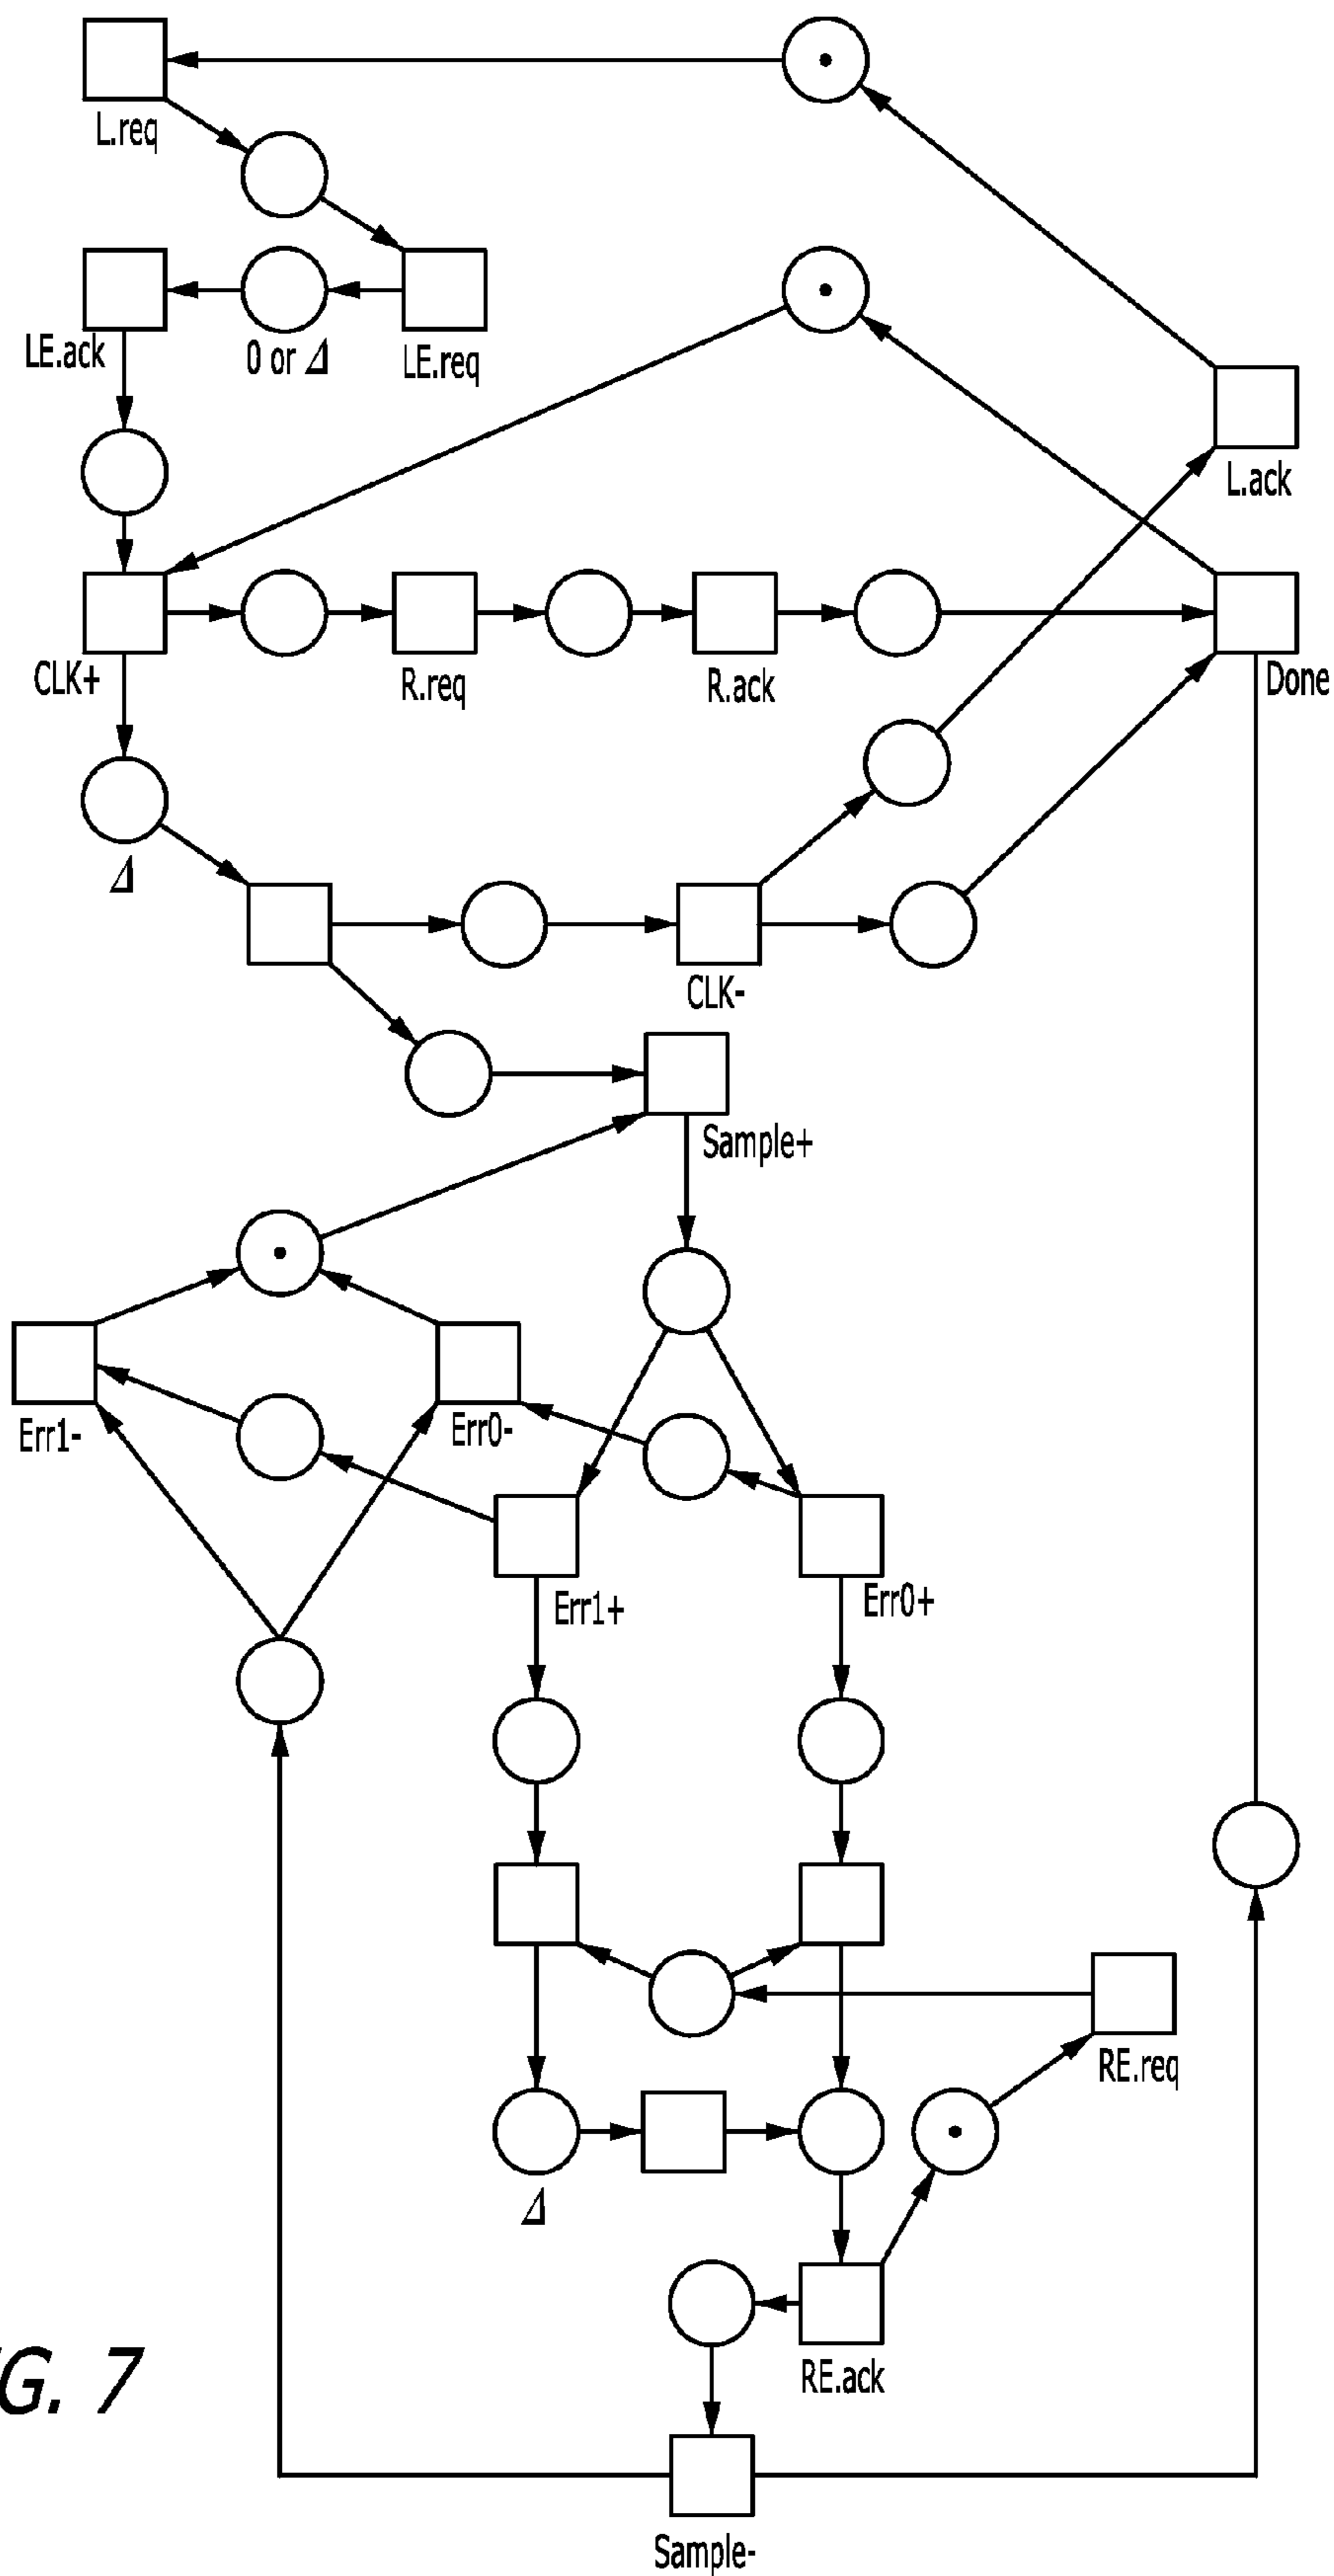 L.req
LE.ack
0 or Δ
LE.req
L.ack
CLK+
R.req
R.ack
Done
Δ
CLK-
Sample+
Err1-
Err0-
Err1+
Err0+
RE.req
Δ
RE.ack
G. 7
Sample-